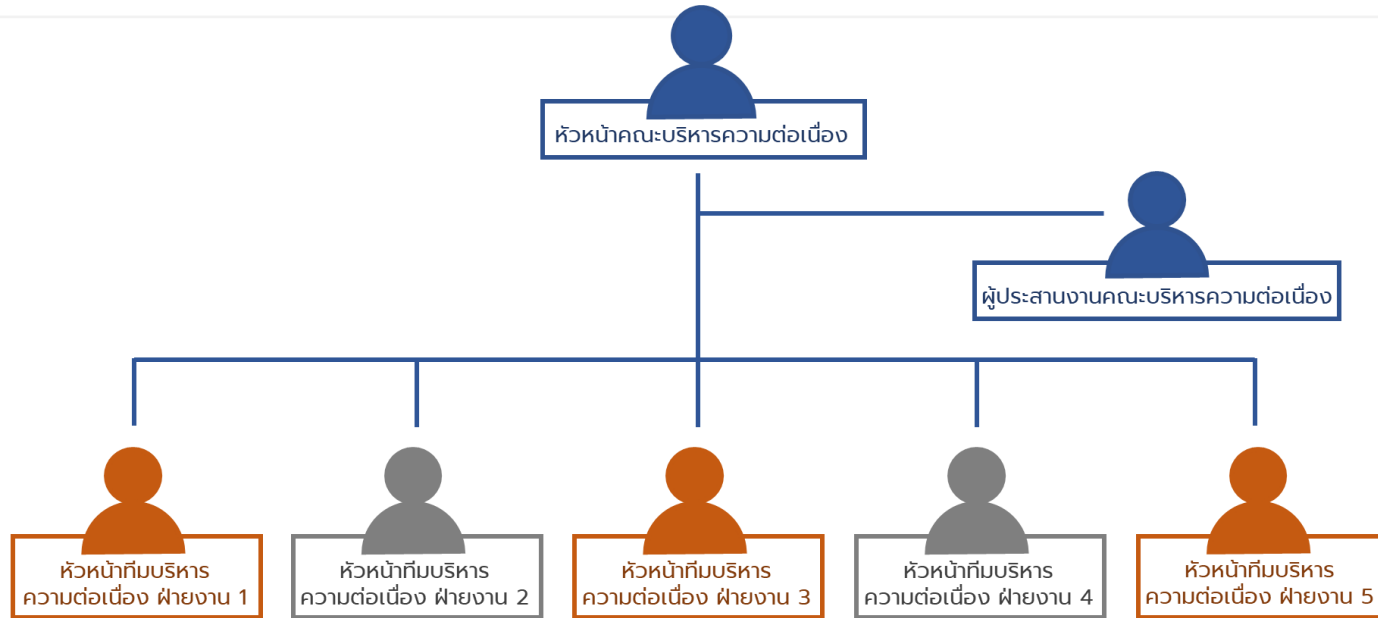 หัวหน้าคณะบริหารความต่อเนื่อง
ผู้ประสานงานคณะบริหารความต่อเนื่อง
หัวหน้าทีมบริหาร
ความต่อเนื่อง ฝ่ายงาน 1
หัวหน้าทีมบริหาร
ความต่อเนื่อง ฝ่ายงาน 2
หัวหน้าทีมบริหาร
ความต่อเนื่อง ฝ่ายงาน 3
หัวหน้าทีมบริหาร
ความต่อเนื่อง ฝ่ายงาน 4
หัวหน้าทีมบริหาร
ความต่อเนื่อง ฝ่ายงาน 5